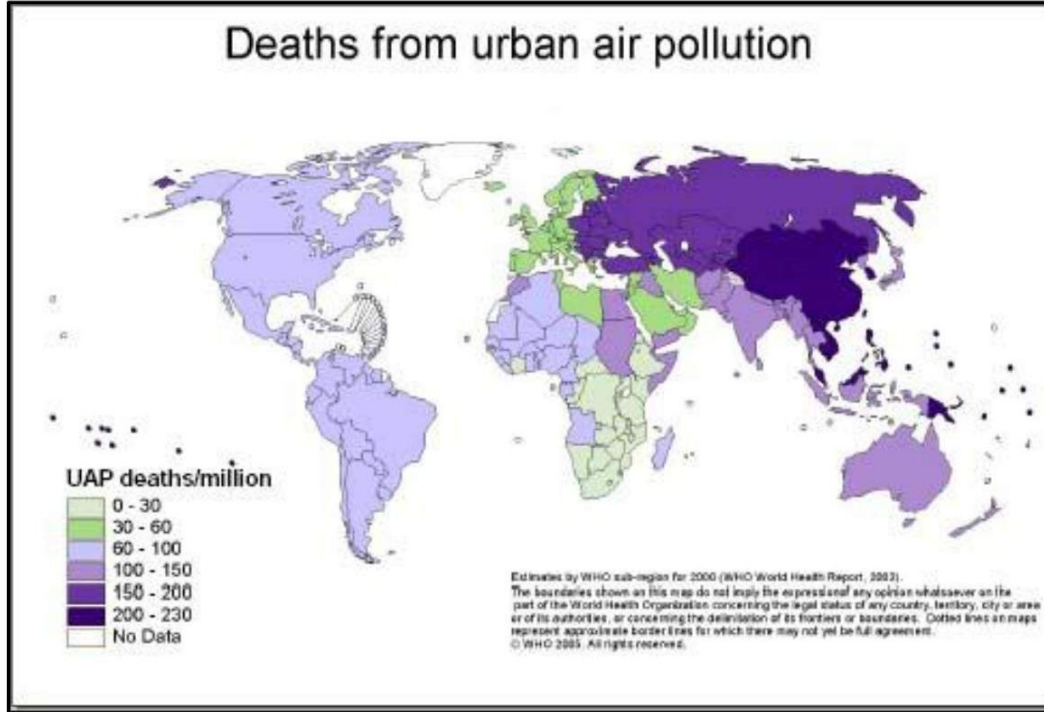 Deaths from urban air pollution
UAP deaths/million
0 - 30
30 - 60
60 - 100
100 - 150
150 - 200
200 - 230
No Data
Estimates by WHO sub-region for 2000 (WHO World Health Report, 2002).
The boundaries shown on this map do not imply the expression of any opinion whatsoever on the
part of the World Health Organization concerning the legal status of any country, territory, city or area
or of its authorities, or concerning the delimitation of its frontiers or boundaries. Dotted lines on maps
represent approximate border lines for which there may not yet be full agreement.
© WHO 2005. All rights reserved.